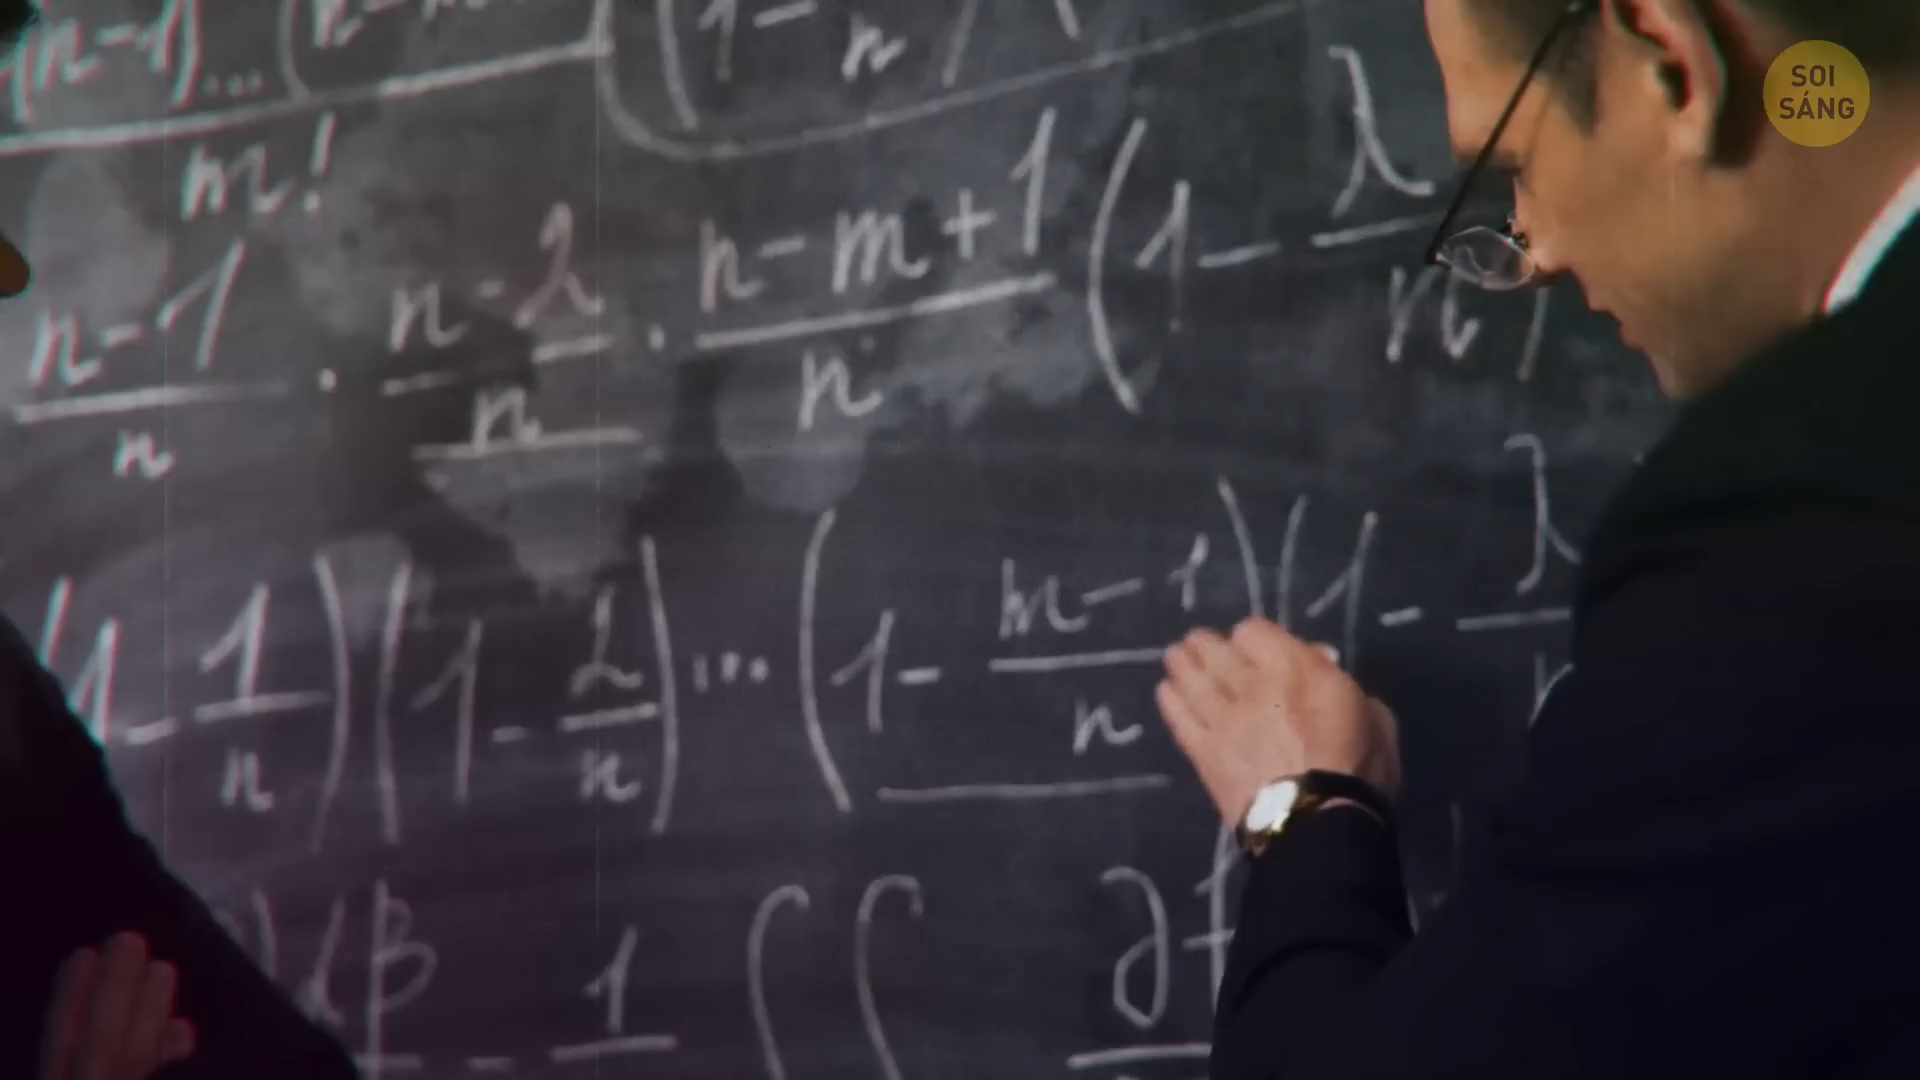 (n-1)...(n-m
(1-
n
m!
SOI
SÁNG
n-1 / n · n-2 / n · n-m+1 / n (1- λ / n)
(1- 1/n)(1- 2/n)...(1- m-1 / n)(1- λ
β - 1 ∫∫ ∂f